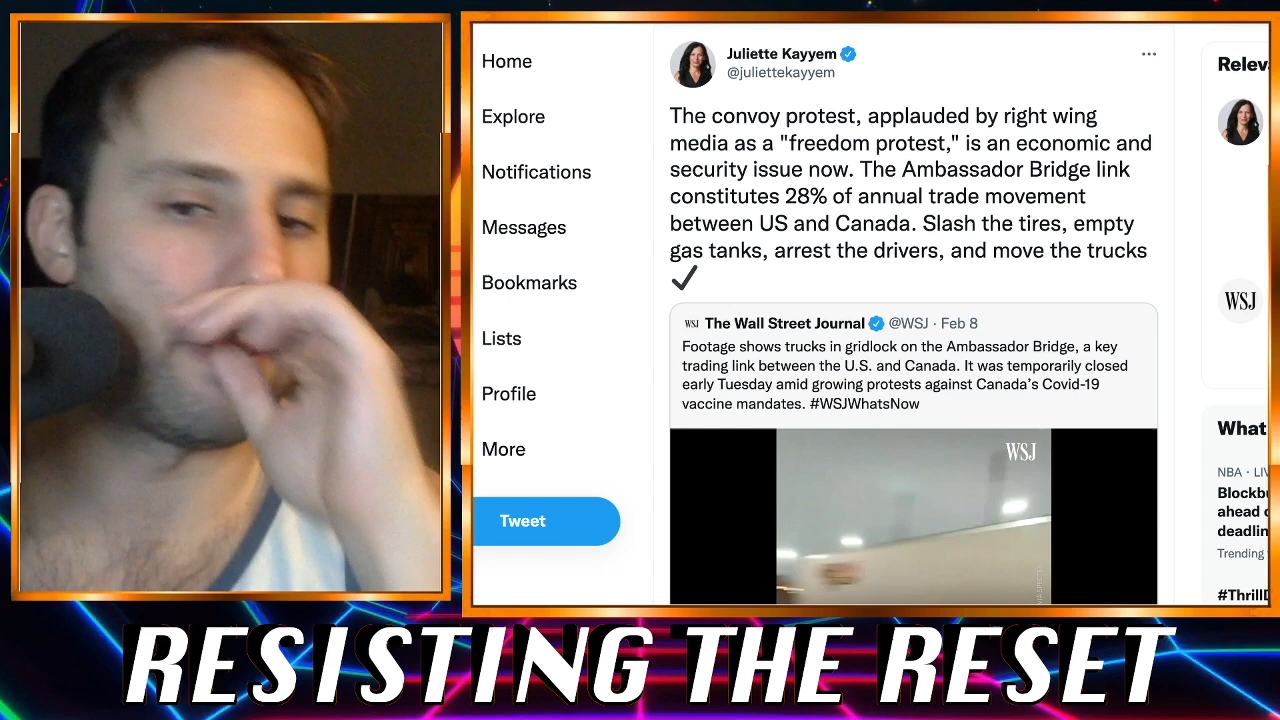 Home
Explore
Notifications
Messages
Bookmarks
Lists
Profile
More
Tweet
Juliette Kayyem
@juliettekayyem
The convoy protest, applauded by right wing
media as a "freedom protest," is an economic and
security issue now. The Ambassador Bridge link
constitutes 28% of annual trade movement
between US and Canada. Slash the tires, empty
gas tanks, arrest the drivers, and move the trucks
WSJ The Wall Street Journal @WSJ · Feb 8
Footage shows trucks in gridlock on the Ambassador Bridge, a key
trading link between the U.S. and Canada. It was temporarily closed
early Tuesday amid growing protests against Canada's Covid-19
vaccine mandates. #WSJWhatsNow
WSJ
WSJ
What
NBA ·
ahead
Trending
RESISTING THE RESET